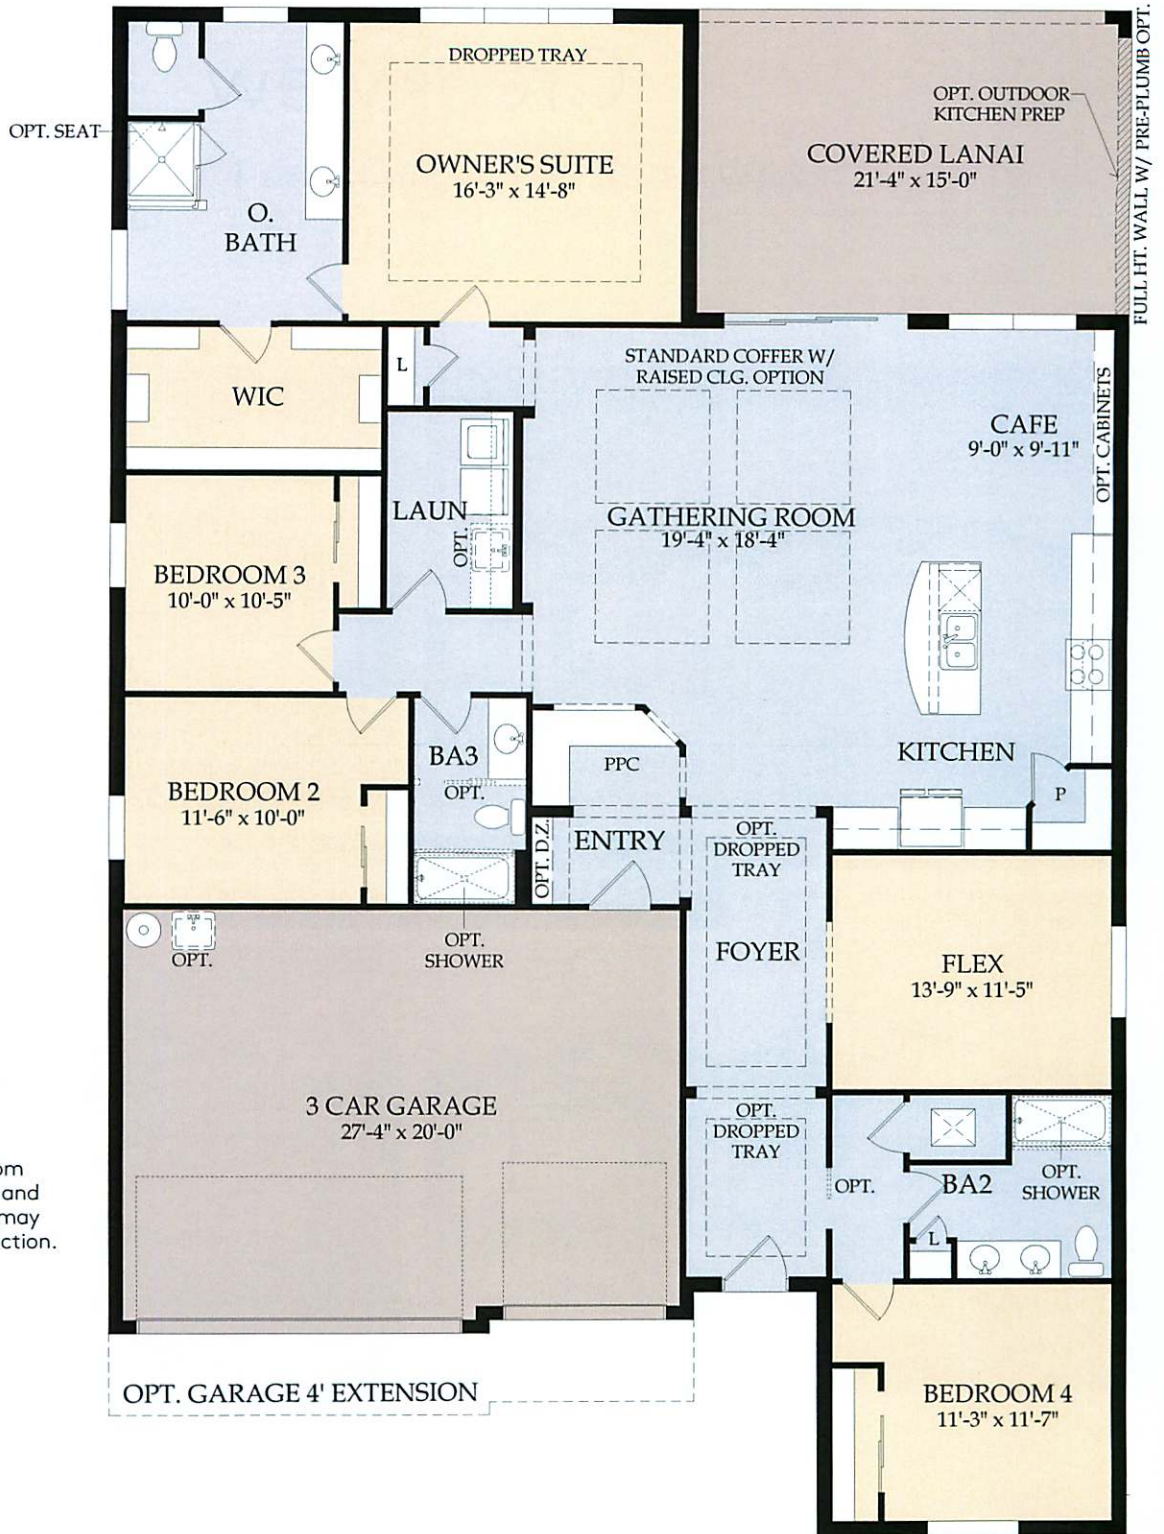 DROPPED TRAY
OWNER'S SUITE
16'-3" x 14'-8"
OPT. OUTDOOR
KITCHEN PREP
COVERED LANAI
21'-4" x 15'-0"
FULL HT. WALL W/ PRE-PLUMB OPT.
OPT. SEAT
O.
BATH
WIC
L
STANDARD COFFER W/
RAISED CLG. OPTION
CAFE
9'-0" x 9'-11"
OPT. CABINETS
LAUN
OPT.
GATHERING ROOM
19'-4" x 18'-4"
BEDROOM 3
10'-0" x 10'-5"
BEDROOM 2
11'-6" x 10'-0"
BA3
OPT.
PPC
KITCHEN
P
OPT. D.Z.
ENTRY
OPT.
DROPPED
TRAY
OPT.
SHOWER
OPT.
FOYER
FLEX
13'-9" x 11'-5"
3 CAR GARAGE
27'-4" x 20'-0"
OPT.
DROPPED
TRAY
OPT.
BA2
OPT.
SHOWER
L
om
and
may
ction.
OPT. GARAGE 4' EXTENSION
BEDROOM 4
11'-3" x 11'-7"